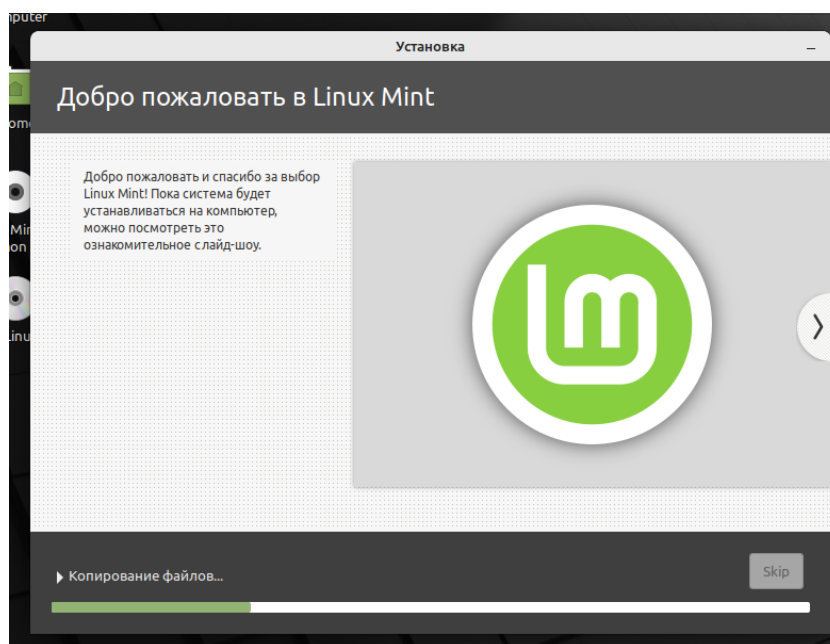 Установка
Добро пожаловать в Linux Mint
Добро пожаловать и спасибо за выбор
Linux Mint! Пока система будет
устанавливаться на компьютер,
можно посмотреть это
ознакомительное слайд-шоу.
Копирование файлов...
Skip